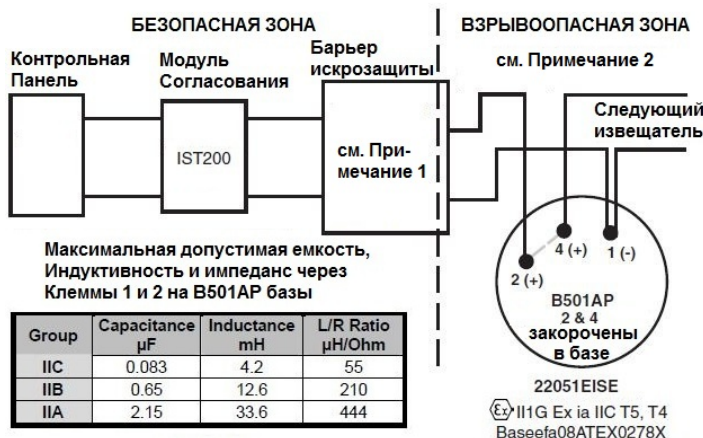 БЕЗОПАСНАЯ ЗОНА
ВЗРЫВООПАСНАЯ ЗОНА
Контрольная
Панель
Модуль
Согласования
Барьер
искрозащиты
см. Примечание 2
IST200
см. При-
мечание 1
Следующий
извещатель
4 (+)
1 (-)
2 (+)
B501AP
2 & 4
закорочены
в базе
Максимальная допустимая емкость,
Индуктивность и импеданс через
Клеммы 1 и 2 на B501AP базы
Group Capacitance µF Inductance mH L/R Ratio µH/Ohm
IIC 0.083 4.2 55
IIB 0.65 12.6 210
IIA 2.15 33.6 444
22051EISE
Ex II1G Ex ia IIC T5, T4
Baseefa08ATEX0278X